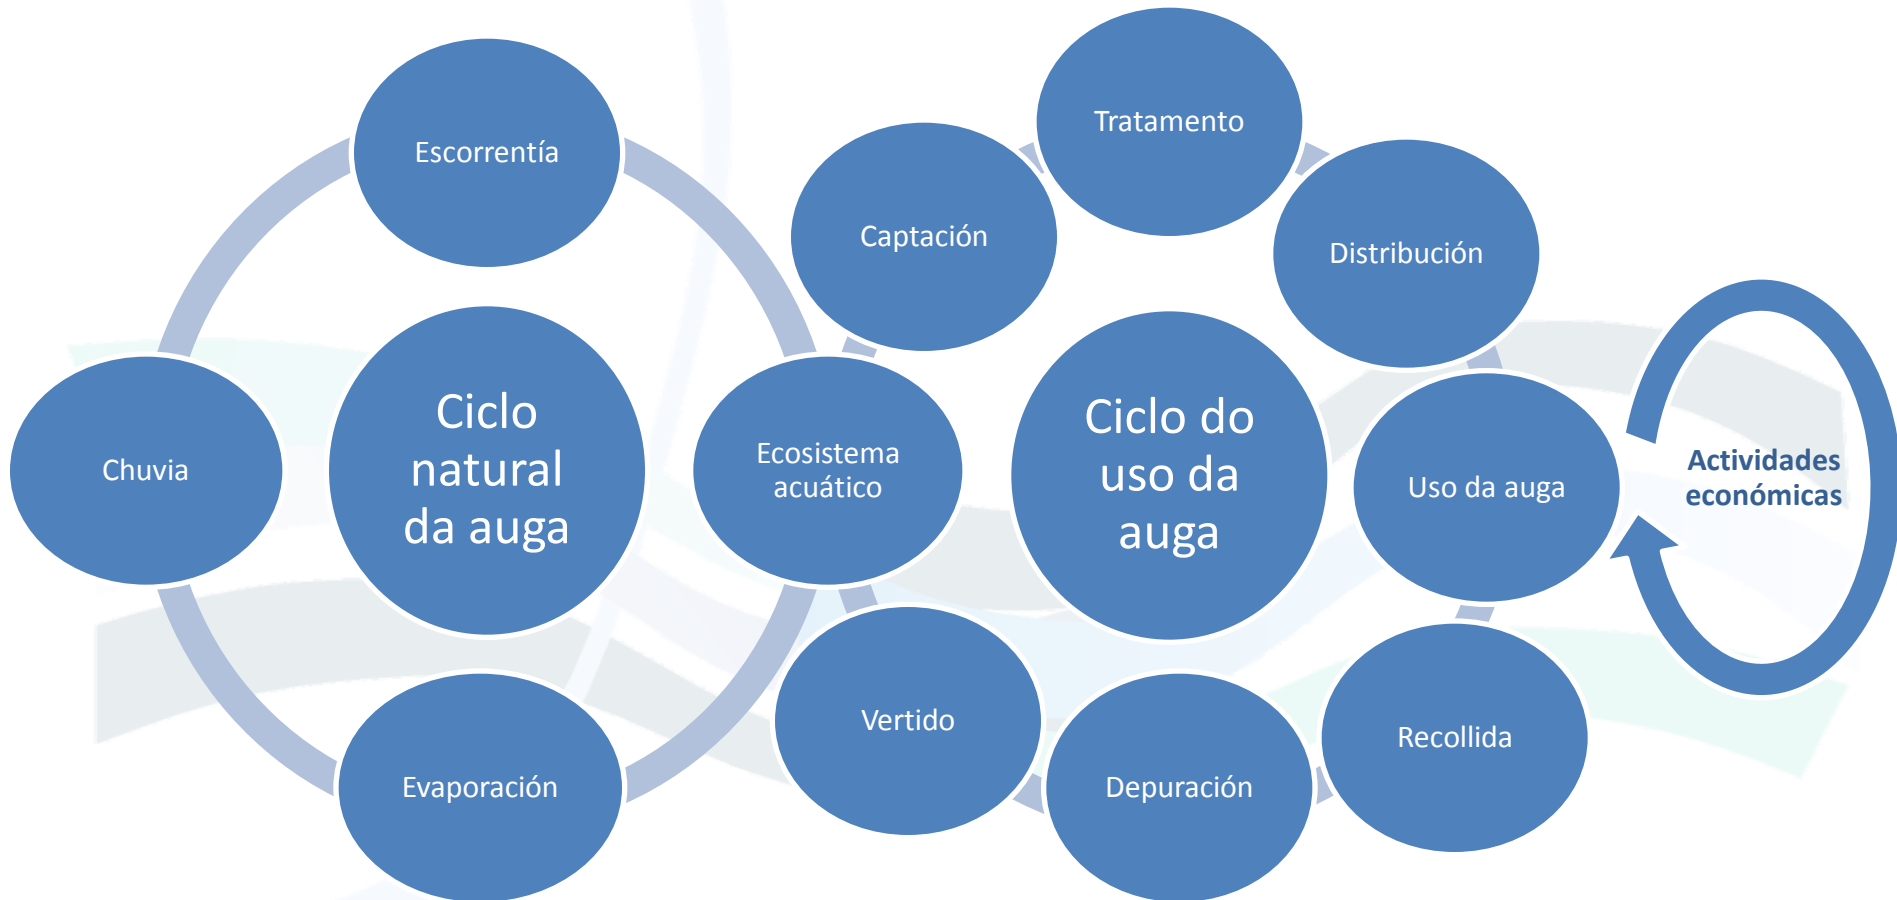 Escorrentía
Chuvia
Ciclo
natural
da auga
Ecosistema
acuático
Evaporación
Captación
Tratamento
Distribución
Ciclo do
uso da
auga
Uso da auga
Actividades
económicas
Recollida
Depuración
Vertido